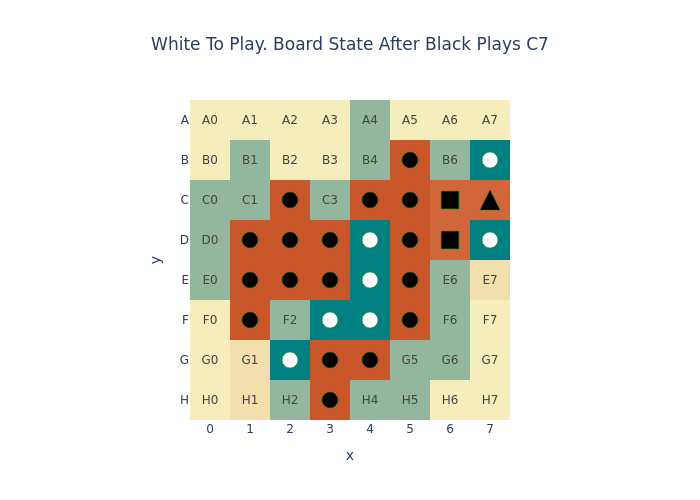 White To Play. Board State After Black Plays C7
A A0 A1 A2 A3 A4 A5 A6 A7
B B0 B1 B2 B3 B4 B6
C C0 C1 C3
D D0
E E0 E6 E7
y
F F0 F2 F6 F7
G G0 G1 G5 G6 G7
H H0 H1 H2 H4 H5 H6 H7
0 1 2 3 4 5 6 7
x